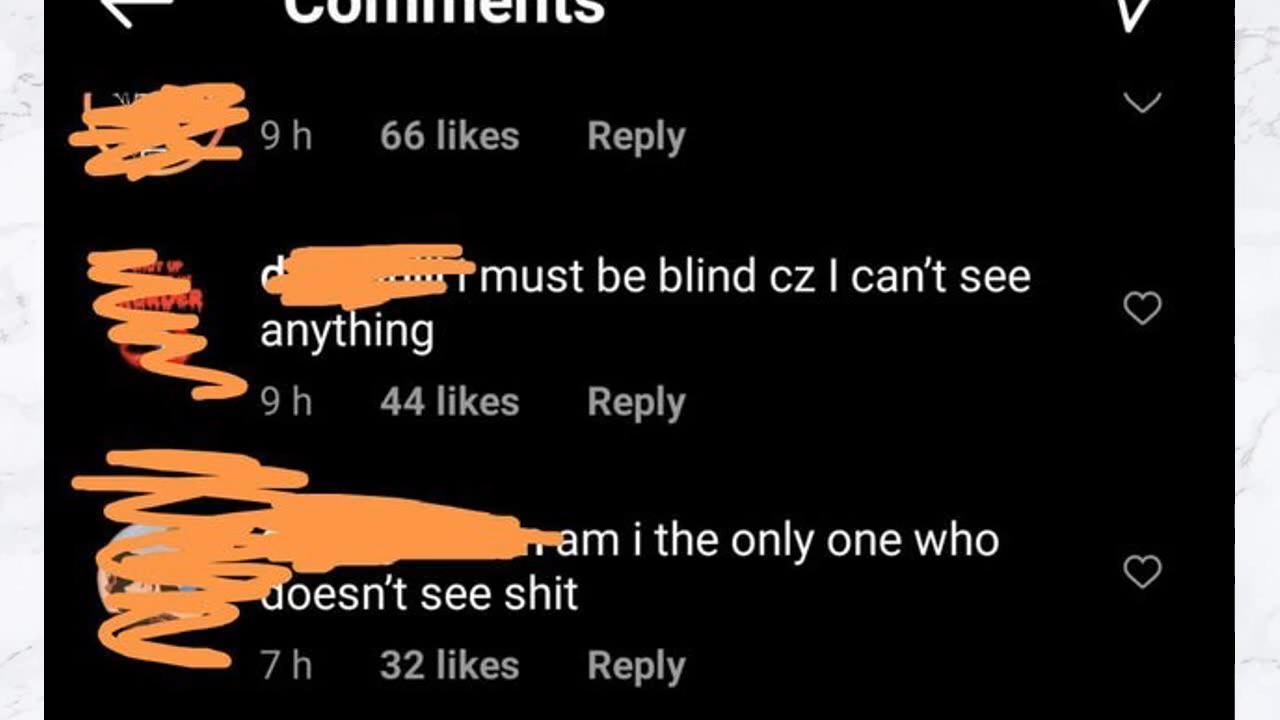 Comments
9 h 66 likes Reply
must be blind cz I can't see
anything
9 h 44 likes Reply
am i the only one who
doesn't see shit
7 h 32 likes Reply